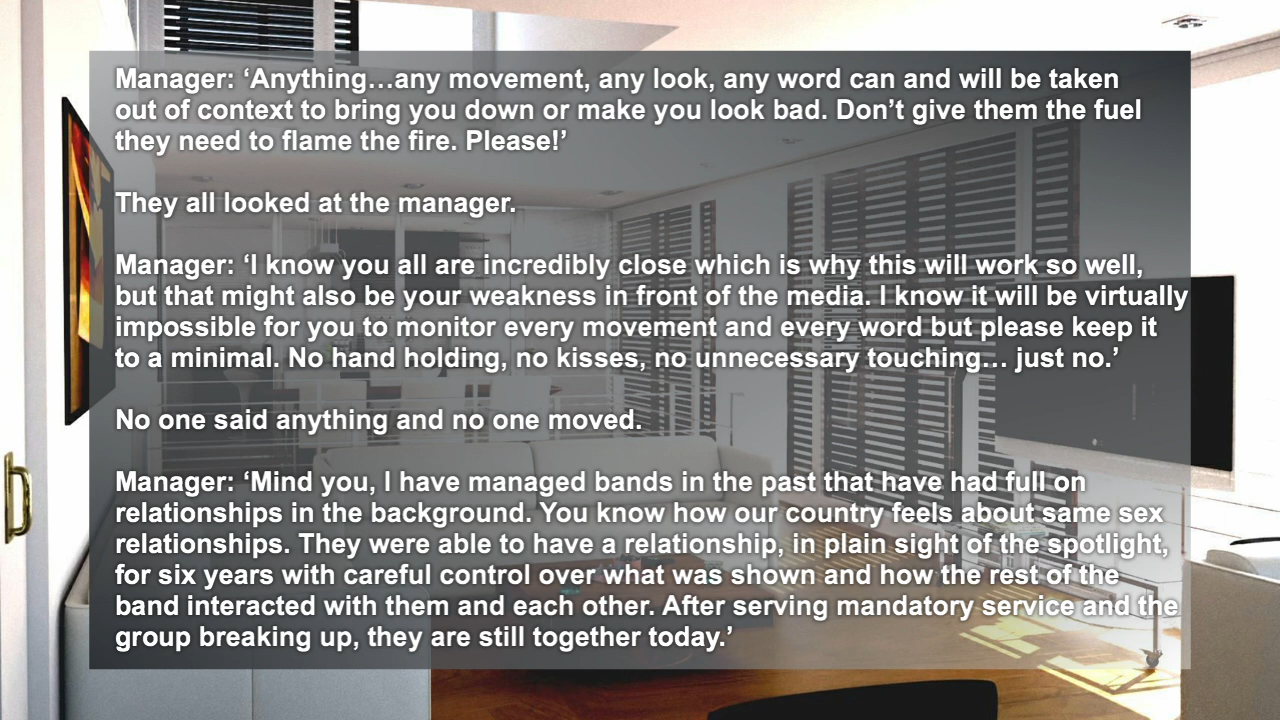 Manager: ‘Anything…any movement, any look, any word can and will be taken
out of context to bring you down or make you look bad. Don’t give them the fuel
they need to flame the fire. Please!’
They all looked at the manager.
Manager: ‘I know you all are incredibly close which is why this will work so well,
but that might also be your weakness in front of the media. I know it will be virtually
impossible for you to monitor every movement and every word but please keep it
to a minimal. No hand holding, no kisses, no unnecessary touching… just no.’
No one said anything and no one moved.
Manager: ‘Mind you, I have managed bands in the past that have had full on
relationships in the background. You know how our country feels about same sex
relationships. They were able to have a relationship, in plain sight of the spotlight,
for six years with careful control over what was shown and how the rest of the
band interacted with them and each other. After serving mandatory service and the
group breaking up, they are still together today.’